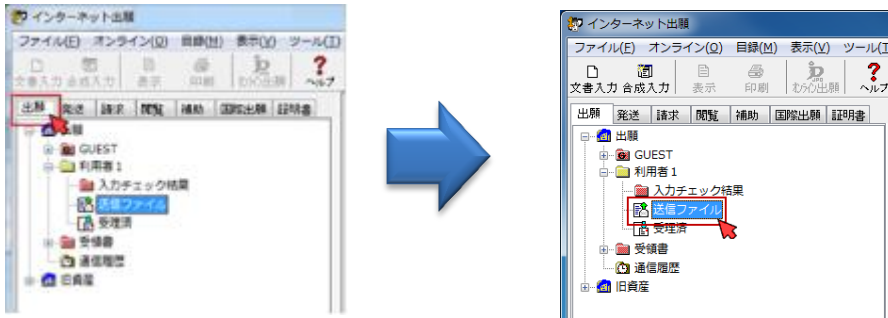 インターネット出願
ファイル(F) オンライン(O) 目録(M) 表示(V) ツール(T)
文書入力 合成入力 表示 印刷 ひらく出願 ヘルプ
出願 発送 請求 閲覧 補助 国際出願 証明書
出願
GUEST
利用者1
入力チェック結果
送信ファイル
受理済
受領書
通信履歴
旧資産
インターネット出願
ファイル(F) オンライン(O) 目録(M) 表示(V) ツール(T
文書入力 合成入力 表示 印刷 ヘルプ
出願 発送 請求 閲覧 補助 国際出願 証明書
出願
GUEST
利用者1
入力チェック結果
送信ファイル
受理済
受領書
通信履歴
旧資産